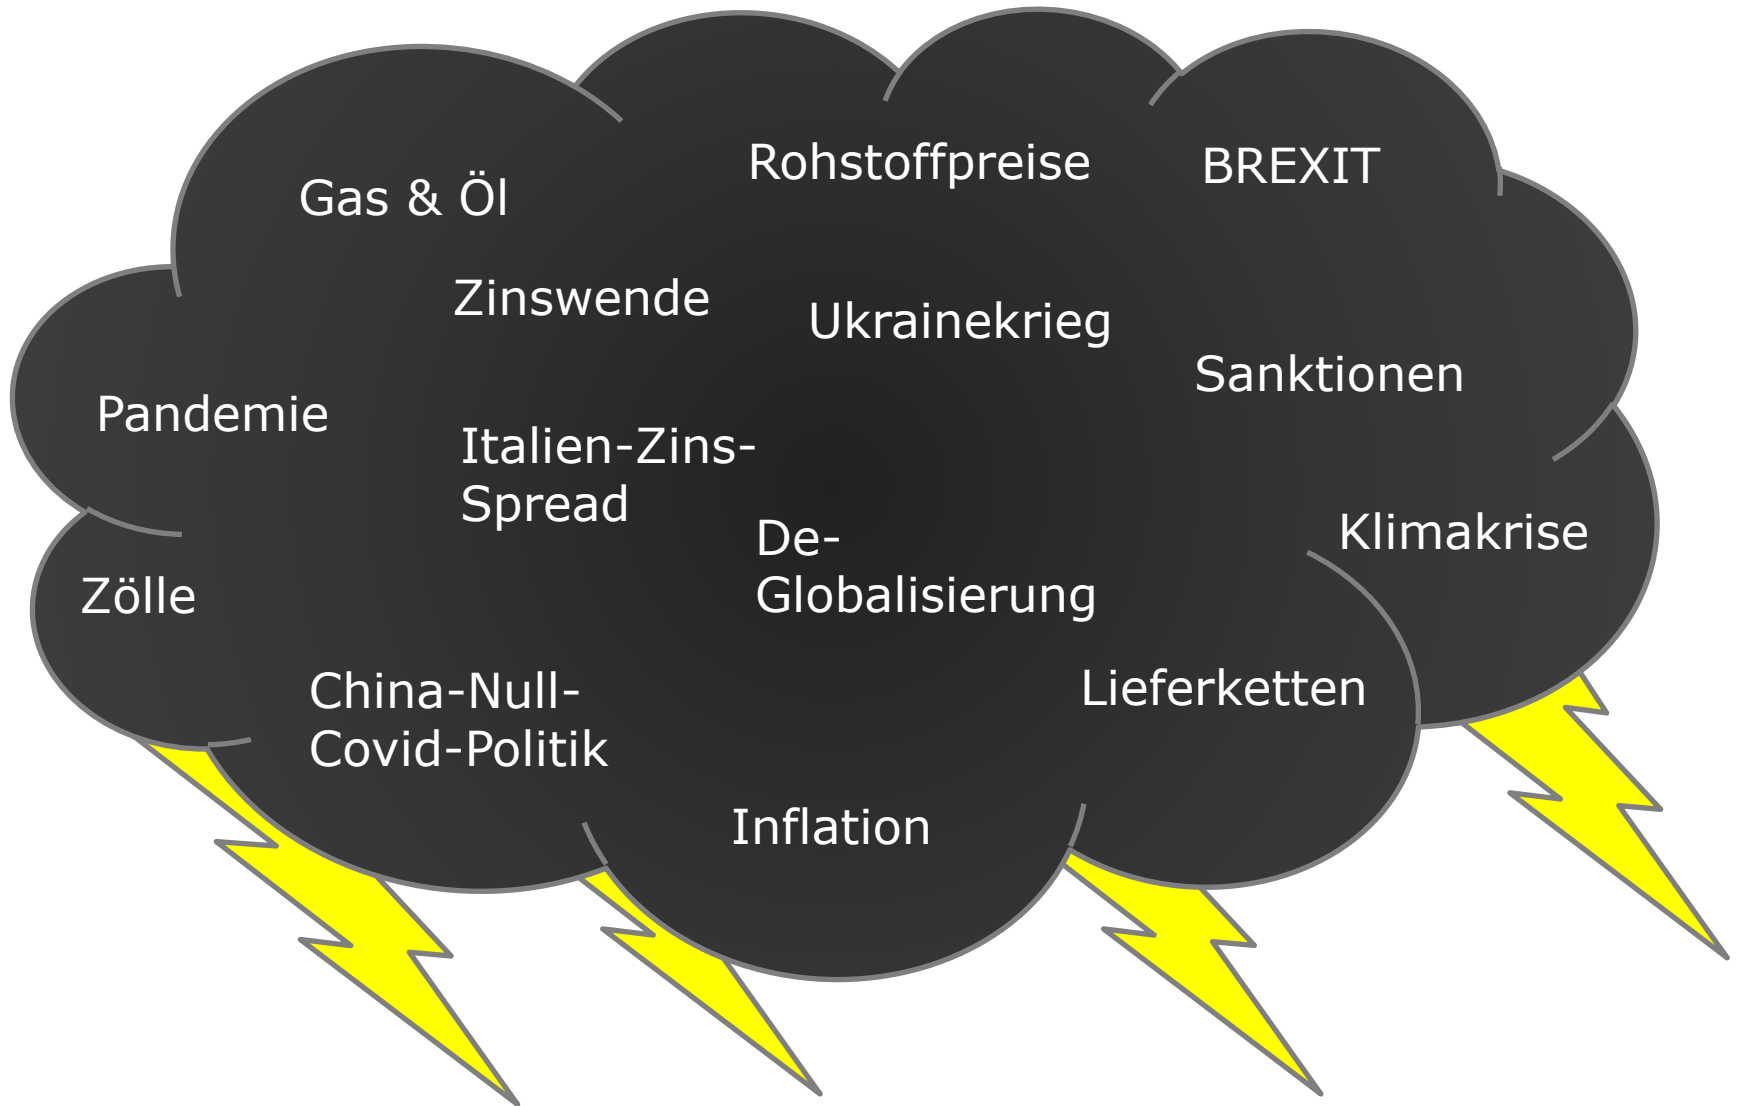 Rohstoffpreise
BREXIT
Gas & Öl
Zinswende
Ukrainekrieg
Sanktionen
Pandemie
Italien-Zins-
Spread
De-
Globalisierung
Klimakrise
Zölle
China-Null-
Covid-Politik
Lieferketten
Inflation